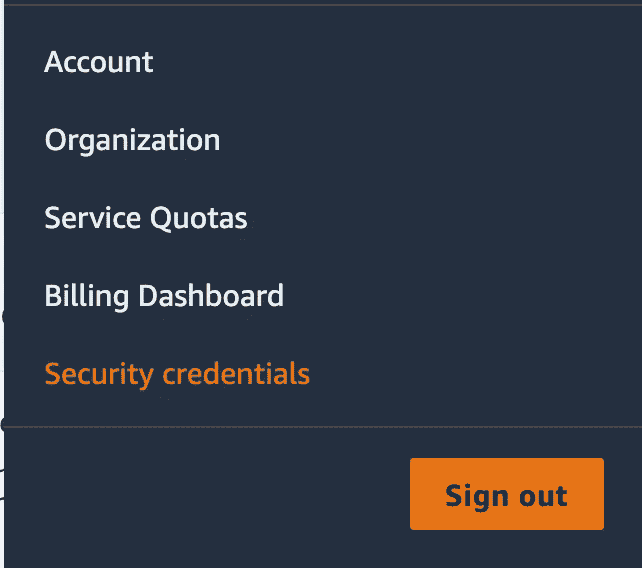 Account
Organization
Service Quotas
Billing Dashboard
Security credentials
Sign out